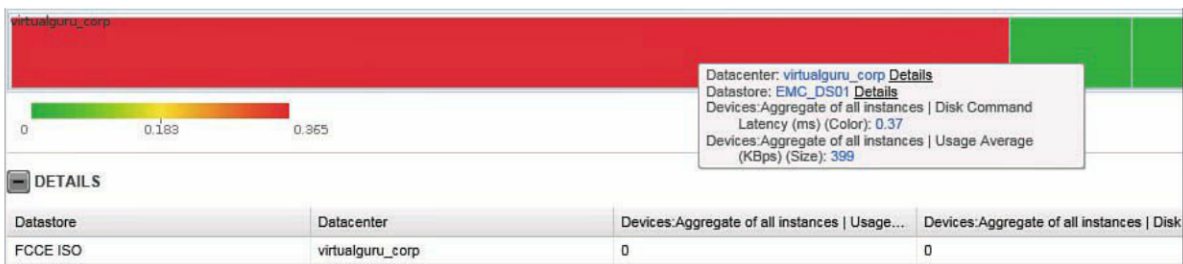 virtualguru_corp
Datacenter: virtualguru_corp Details
Datastore: EMC_DS01 Details
Devices:Aggregate of all instances | Disk Command
Latency (ms) (Color): 0.37
Devices:Aggregate of all instances | Usage Average
(KBps) (Size): 399
0 0.183 0.365
DETAILS
Datastore Datacenter Devices:Aggregate of all instances | Usage... Devices:Aggregate of all instances | Disk
FCCE ISO virtualguru_corp 0 0